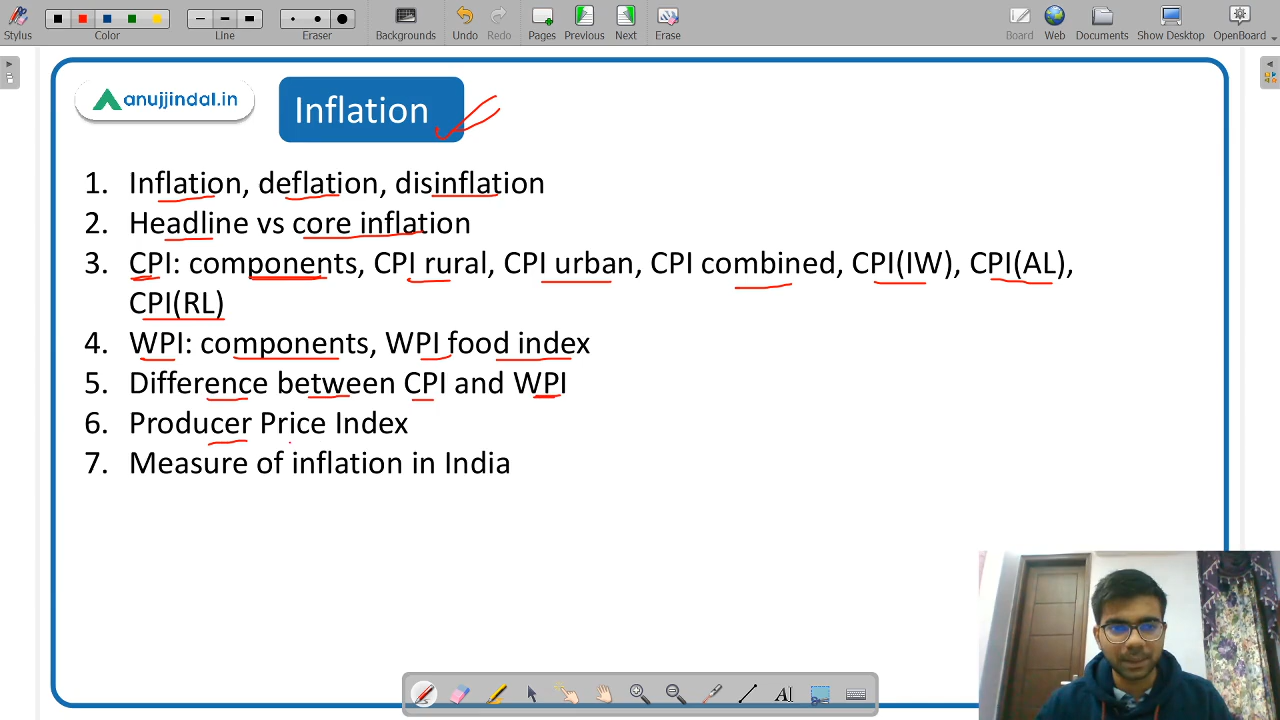 Stylus
Color
Line
Eraser
Backgrounds
Undo
Redo
Pages
Previous
Next
Erase
Board
Web
Documents
Show Desktop
OpenBoard
anujjindal.in
Inflation
1. Inflation, deflation, disinflation
2. Headline vs core inflation
3. CPI: components, CPI rural, CPI urban, CPI combined, CPI(IW), CPI(AL),
CPI(RL)
4. WPI: components, WPI food index
5. Difference between CPI and WPI
6. Producer Price Index
7. Measure of inflation in India